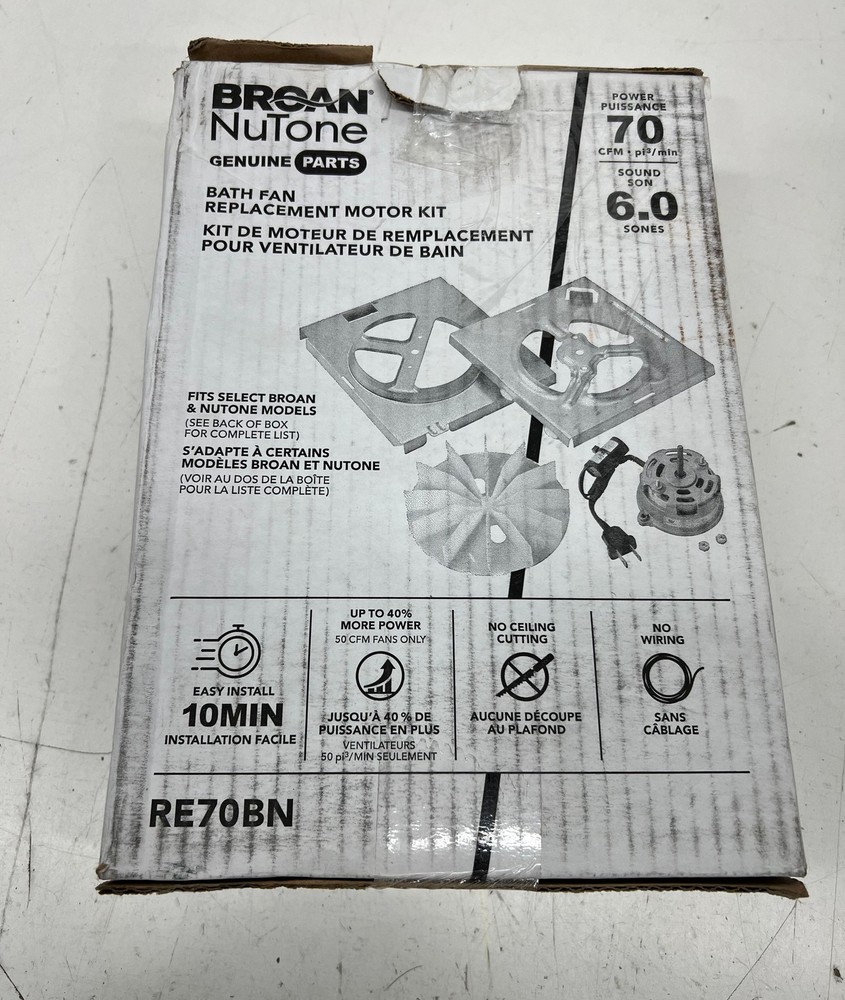 BROAN®
NuTone
GENUINE PARTS
BATH FAN
REPLACEMENT MOTOR KIT
KIT DE MOTEUR DE REMPLACEMENT
POUR VENTILATEUR DE BAIN
POWER
PUISSANCE
70
CFM • pi³/min
SOUND
SON
6.0
SONES
FITS SELECT BROAN
& NUTONE MODELS
(SEE BACK OF BOX
FOR COMPLETE LIST)
S'ADAPTE À CERTAINS
MODÈLES BROAN ET NUTONE
(VOIR AU DOS DE LA BOÎTE
POUR LA LISTE COMPLÈTE)
EASY INSTALL
10MIN
INSTALLATION FACILE
UP TO 40%
MORE POWER
50 CFM FANS ONLY
JUSQU'À 40 % DE
PUISSANCE EN PLUS
VENTILATEURS
50 pi³/MIN SEULEMENT
NO CEILING
CUTTING
AUCUNE DÉCOUPE
AU PLAFOND
NO
WIRING
SANS
CÂBLAGE
RE70BN